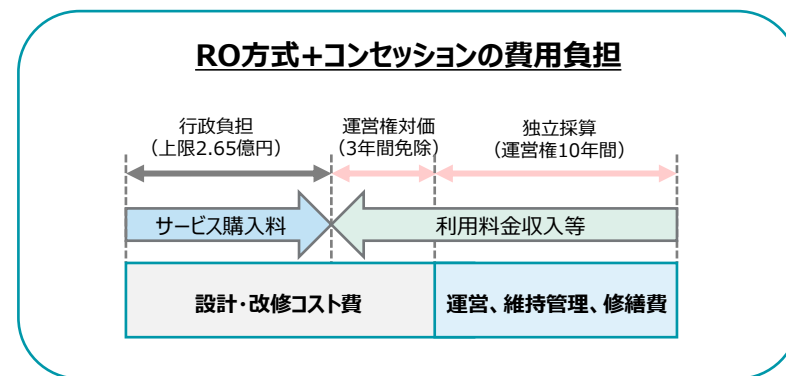 RO方式+コンセッションの費用負担
行政負担
（上限2.65億円）
運営権対価
（3年間免除）
独立採算
（運営権10年間）
サービス購入料
利用料金収入等
設計・改修コスト費
運営、維持管理、修繕費